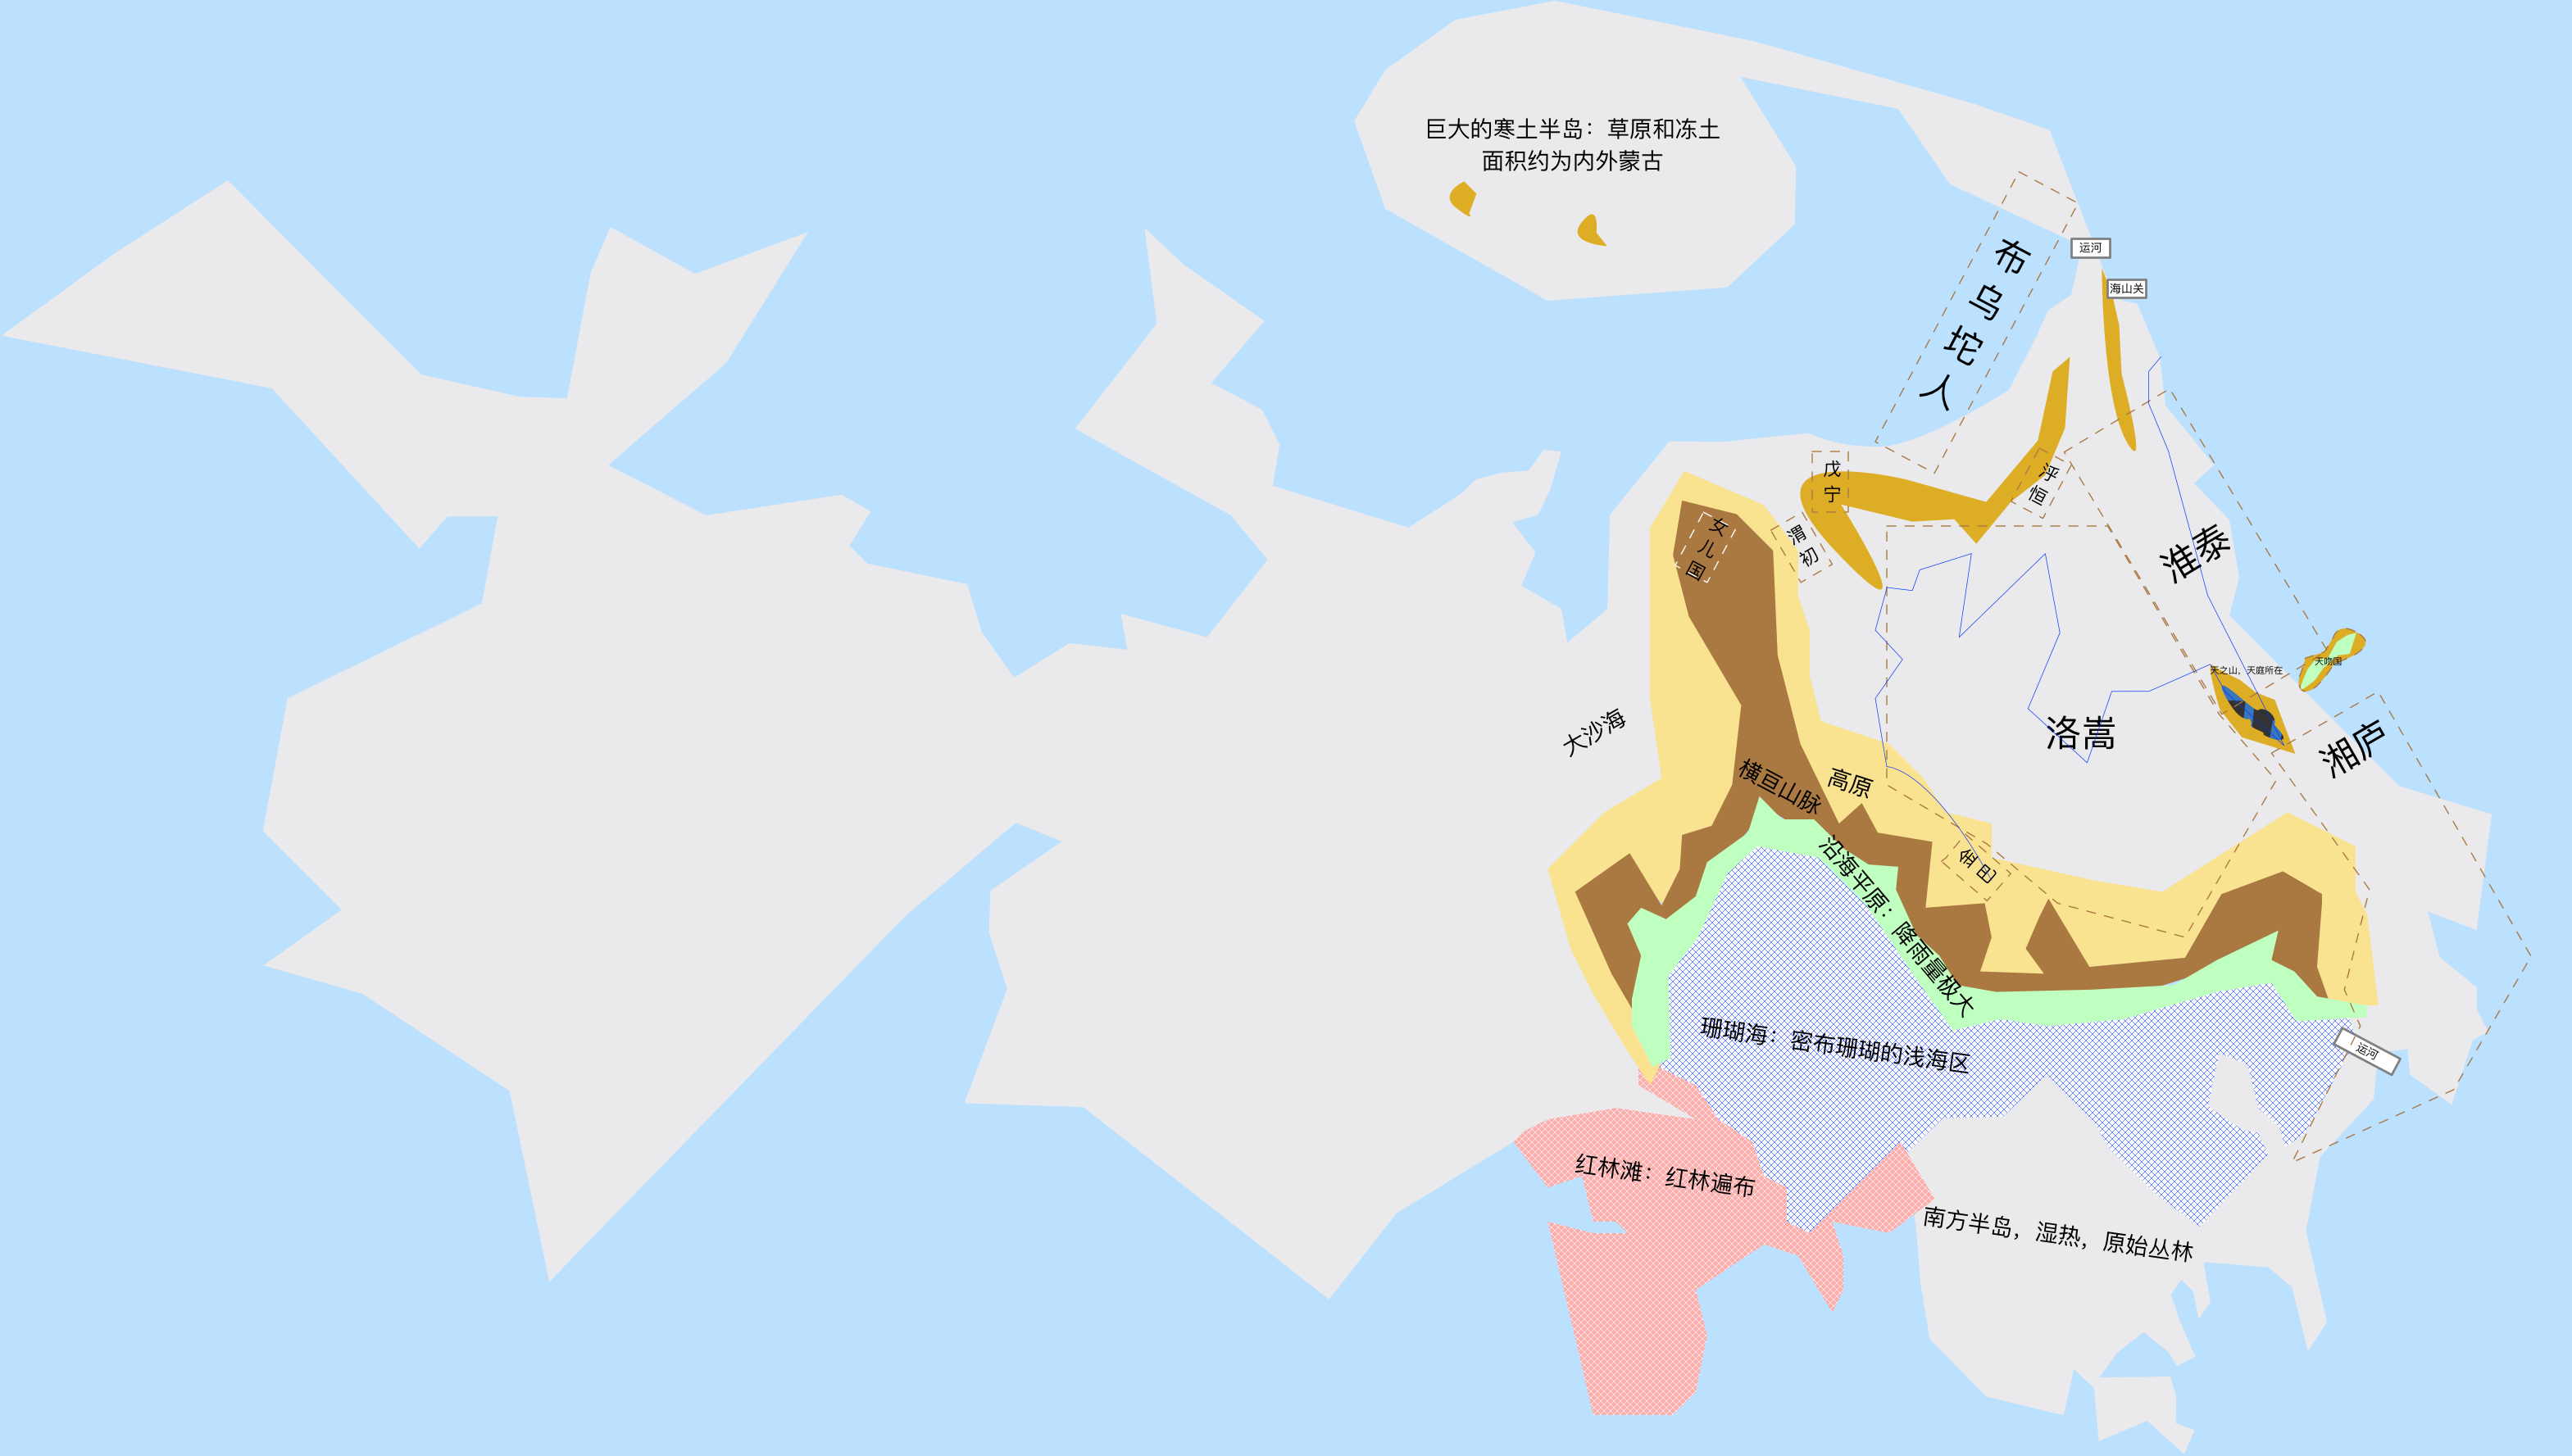 巨大的寒土半岛：草原和冻土
面积约为内外蒙古
布乌坨人
运河
海山关
戊宁
泘恒
渭初
女儿国
淮泰
天吻国
天之山，天庭所在
大沙海
洛嵩
湘庐
横亘山脉
高原
沿海平原：降雨量极大
珊瑚海：密布珊瑚的浅海区
运河
红林滩：红林遍布
南方半岛，湿热，原始丛林